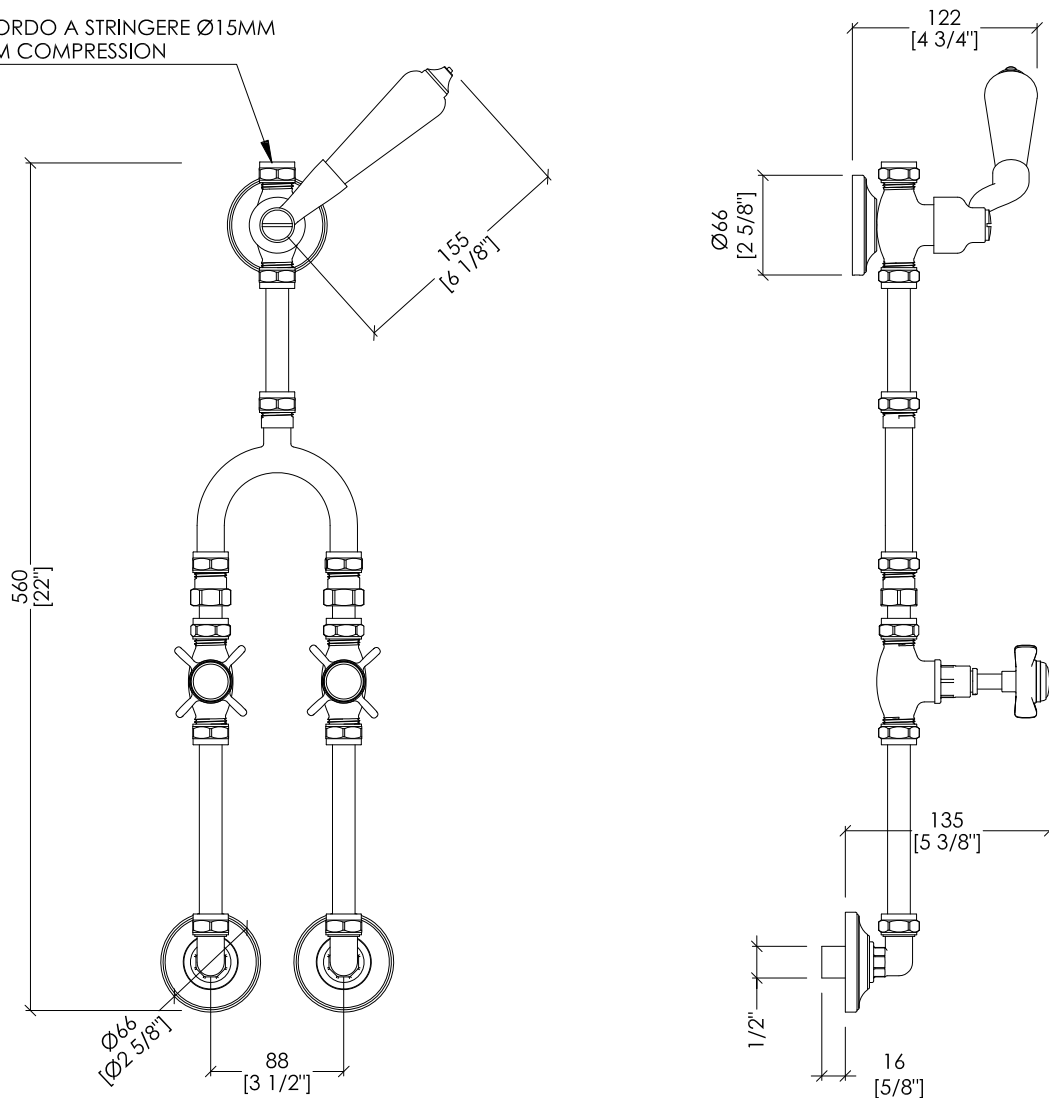 ORDO A STRINGERE Ø15MM
M COMPRESSION
122
[4 3/4"]
155
[6 1/8"]
Ø66
[2 5/8"]
560
[22"]
135
[5 3/8"]
Ø66
[Ø2 5/8"]
88
[3 1/2"]
1/2"
16
[5/8"]